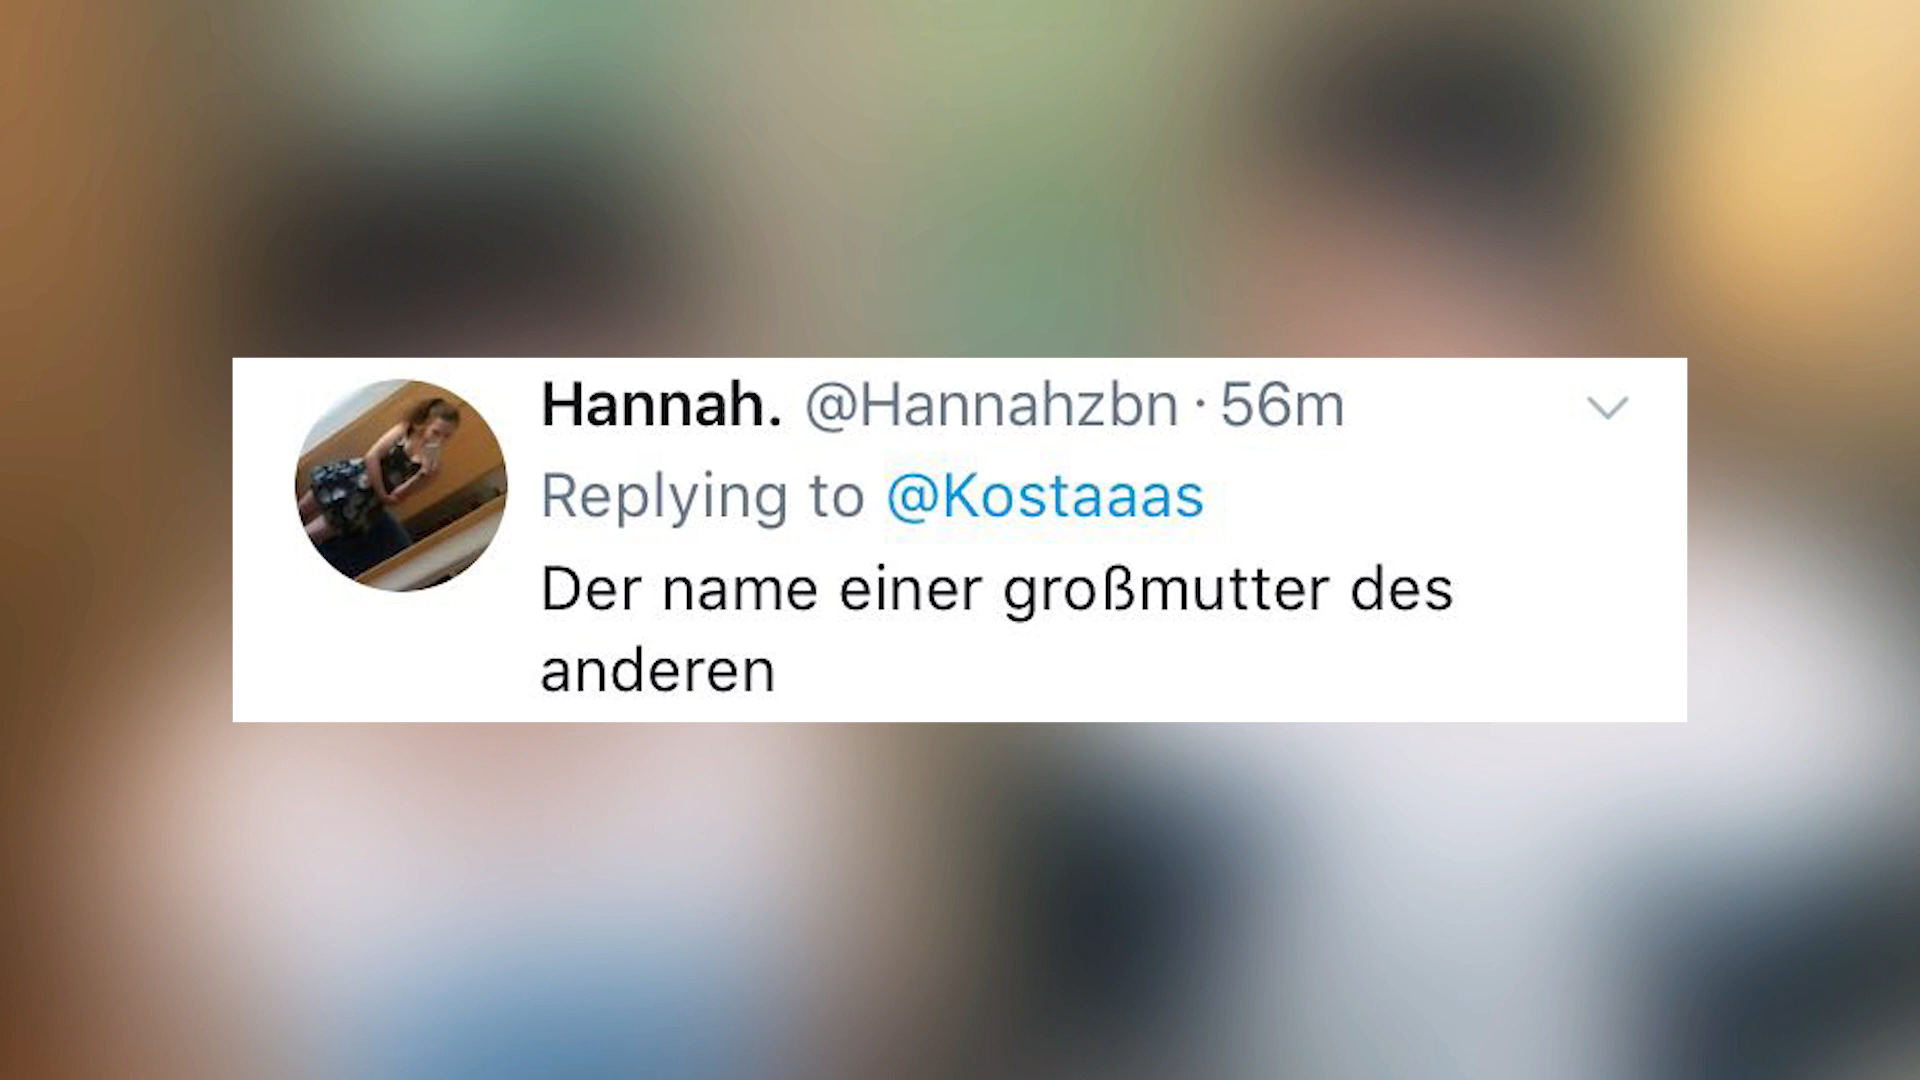 Hannah. @Hannahzbn · 56m
Replying to @Kostaaas
Der name einer großmutter des
anderen